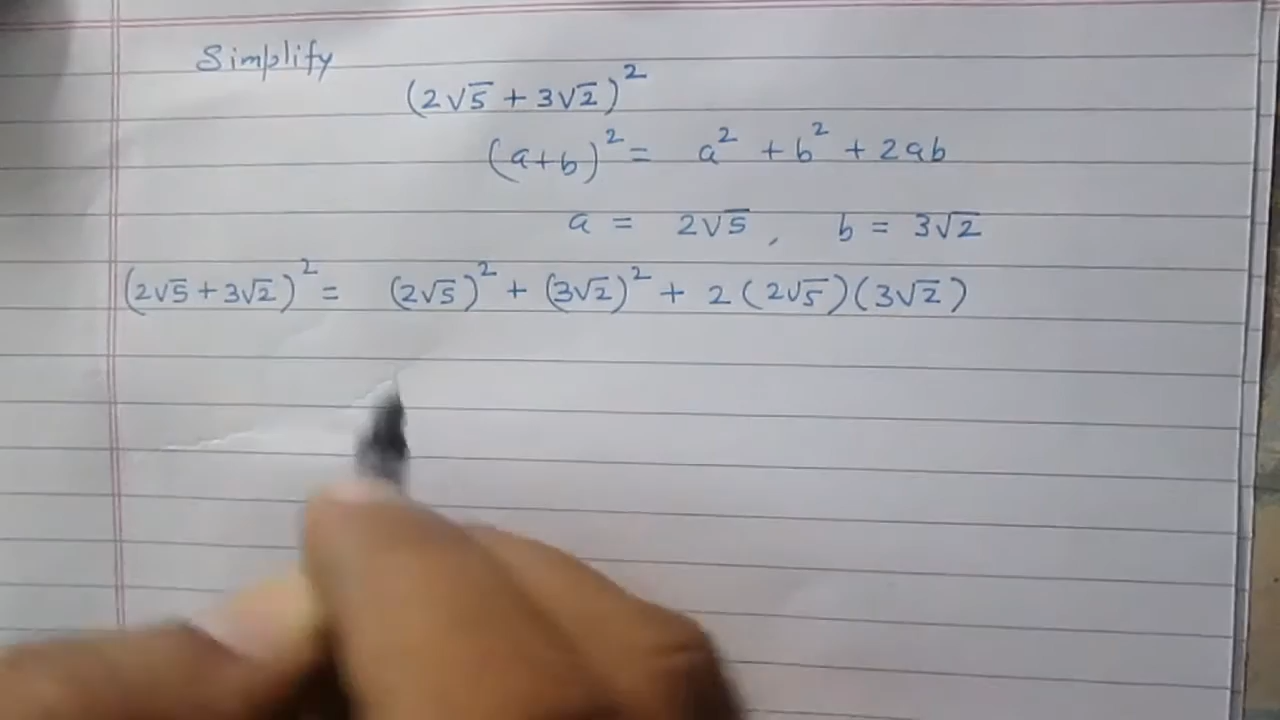 Simplify
(2√5 + 3√2)²
(a+b)² = a² + b² + 2ab
a = 2√5 , b = 3√2
(2√5 + 3√2)² = (2√5)² + (3√2)² + 2(2√5)(3√2)